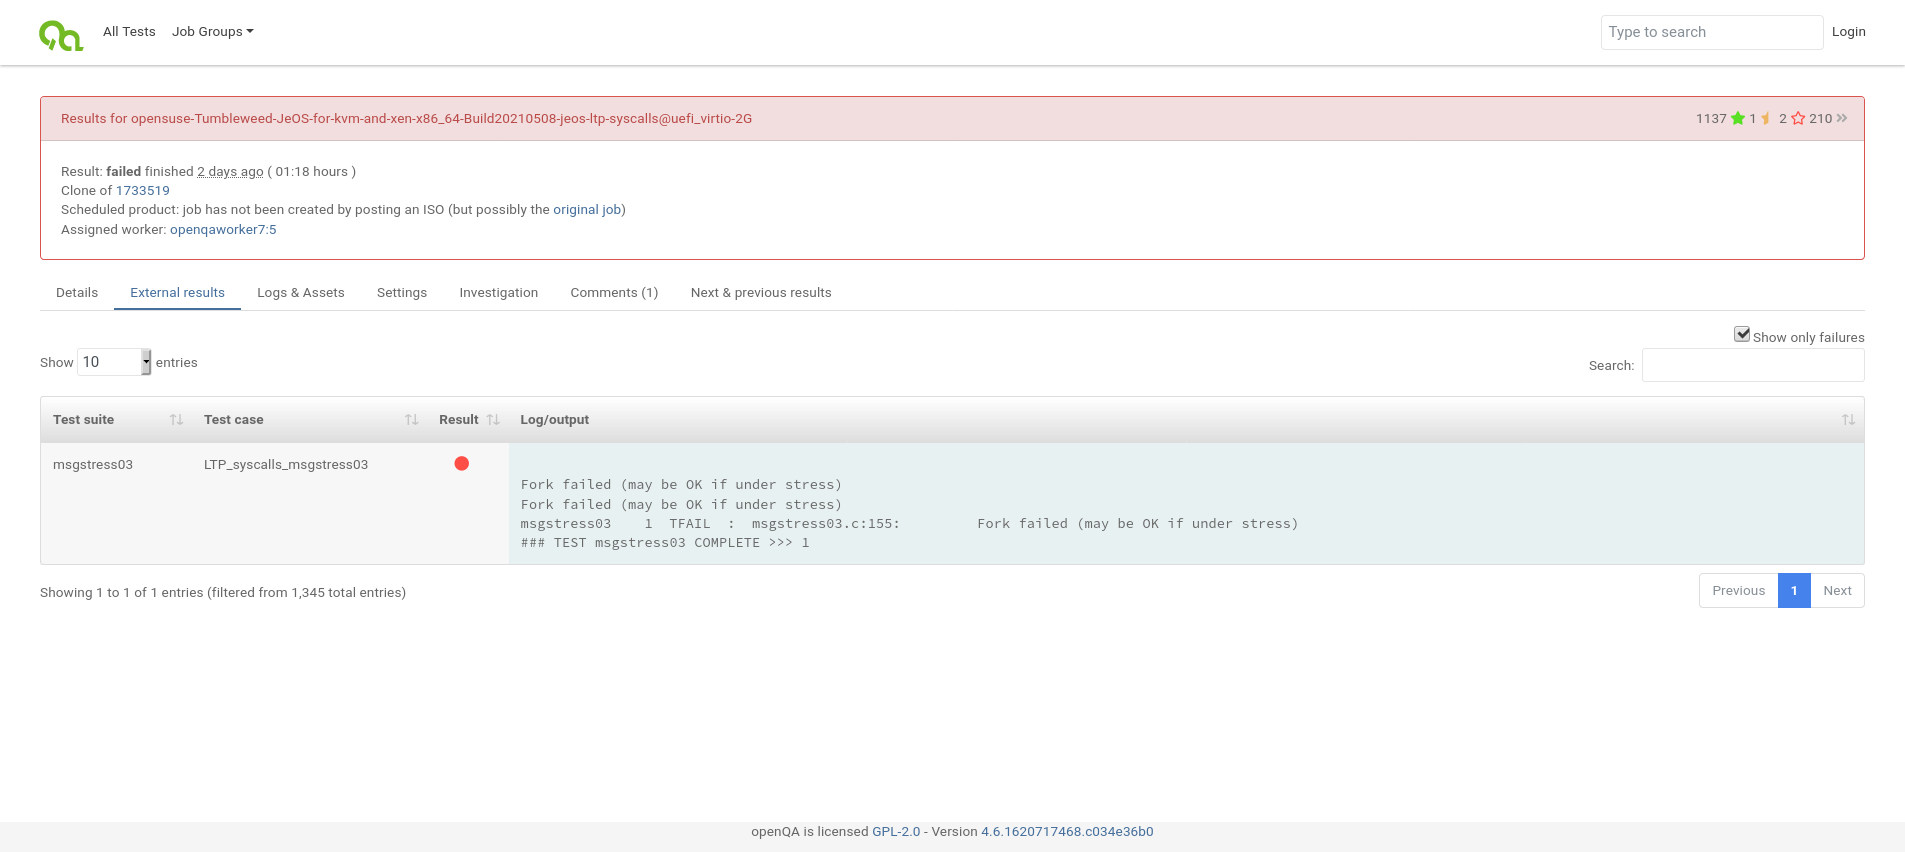 All Tests Job Groups Type to search Login
Results for opensuse-Tumbleweed-JeOS-for-kvm-and-xen-x86_64-Build20210508-jeos-ltp-syscalls@uefi_virtio-2G 1137 1 2 210
Result: failed finished 2 days ago ( 01:18 hours )
Clone of 1733519
Scheduled product: job has not been created by posting an ISO (but possibly the original job)
Assigned worker: openqaworker7:5
Details External results Logs & Assets Settings Investigation Comments (1) Next & previous results
Show only failures
Show 10 entries Search:
Test suite Test case Result Log/output
msgstress03 LTP_syscalls_msgstress03
Fork failed (may be OK if under stress)
Fork failed (may be OK if under stress)
msgstress03    1  TFAIL  :  msgstress03.c:155:         Fork failed (may be OK if under stress)
### TEST msgstress03 COMPLETE >>> 1
Showing 1 to 1 of 1 entries (filtered from 1,345 total entries) Previous 1 Next
openQA is licensed GPL-2.0 - Version 4.6.1620717468.c034e36b0